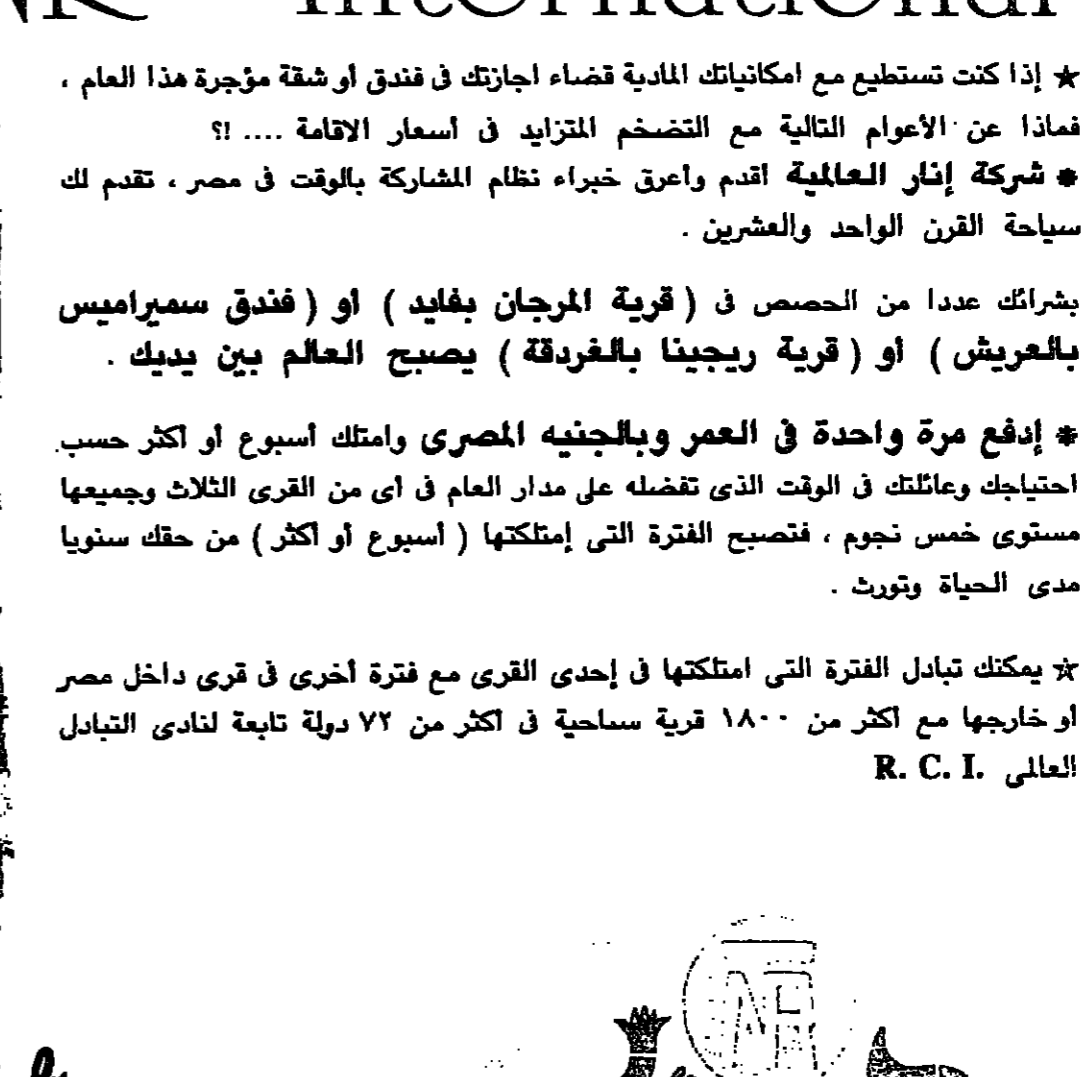 International
★ إذا كنت تستطيع مع امكانياتك المادية قضاء اجازتك فى فندق أو شقة مؤجرة هذا العام ،
فماذا عن الأعوام التالية مع التضخم المتزايد فى أسعار الاقامة .... !؟
* شركة إنار العالمية اقدم وأعرق خبراء نظام المشاركة بالوقت فى مصر ، تقدم لك
سياحة القرن الواحد والعشرين .
بشرائك عددا من الحصص فى ( قرية المرجان بفايد ) أو ( فندق سميراميس
بالعريش ) أو ( قرية ريجينا بالغردقة ) يصبح العالم بين يديك .
* إدفع مرة واحدة فى العمر وبالجنيه المصرى وامتلك أسبوع أو أكثر حسب
احتياجك وعائلتك فى الوقت الذى تفضله على مدار العام فى أى من القرى الثلاث وجميعها
مستوى خمس نجوم ، فتصبح الفترة التى إمتلكتها ( أسبوع أو أكثر ) من حقك سنويا
مدى الحياة وتورث .
☆ يمكنك تبادل الفترة التى امتلكتها فى إحدى القرى مع فترة أخرى فى قرى داخل مصر
أو خارجها مع اكثر من ١٨٠٠ قرية سياحية فى اكثر من ٧٢ دولة تابعة لنادى التبادل
العالمى R. C. I.